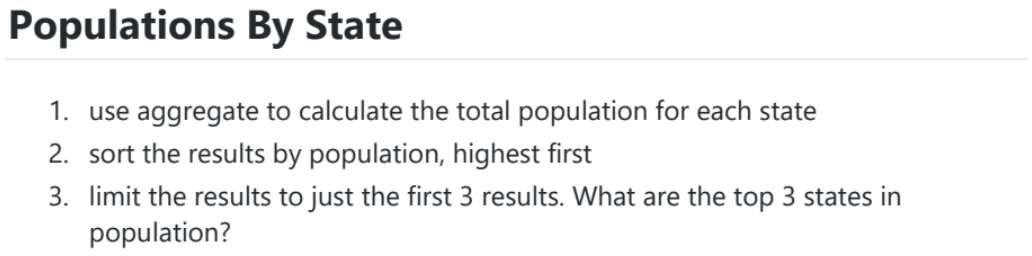 Populations By State
1. use aggregate to calculate the total population for each state
2. sort the results by population, highest first
3. limit the results to just the first 3 results. What are the top 3 states in
population?